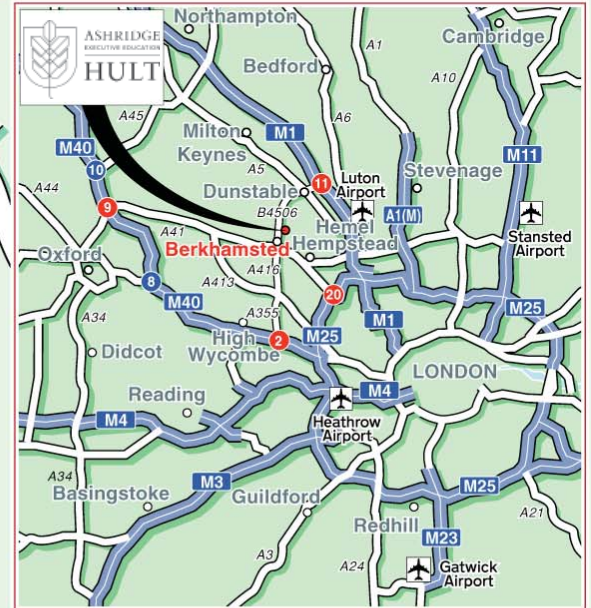 ASHRIDGE
EXECUTIVE EDUCATION
HULT
Northampton
A1
Cambridge
Bedford
A10
A45
A6
Milton
Keynes
M1
M40
M11
10
A5
Stevenage
A44
Dunstable
11
Luton
Airport
9
B4506
A1(M)
A41
Hemel
Hempstead
Stansted
Airport
Berkhamsted
Oxford
A416
8
A413
20
M40
M25
A34
A355
M1
High
Wycombe
2
M25
Didcot
LONDON
M4
Reading
Heathrow
Airport
M4
A34
M3
M25
Basingstoke
Guildford
A21
Redhill
M23
A3
A24
Gatwick
Airport